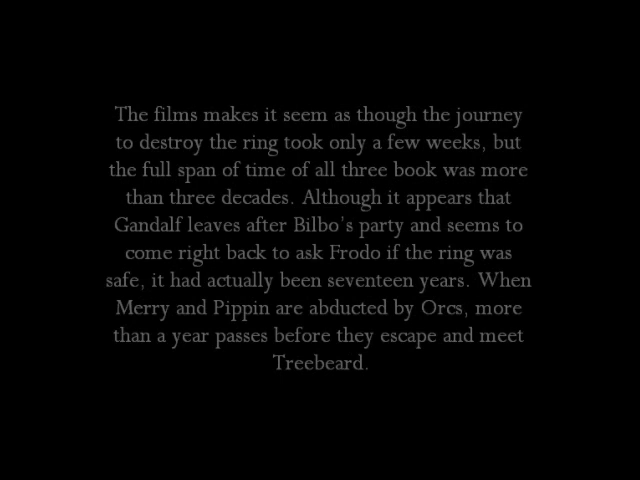 The films makes it seem as though the journey
to destroy the ring took only a few weeks, but
the full span of time of all three book was more
than three decades. Although it appears that
Gandalf leaves after Bilbo's party and seems to
come right back to ask Frodo if the ring was
safe, it had actually been seventeen years. When
Merry and Pippin are abducted by Orcs, more
than a year passes before they escape and meet
Treebeard.